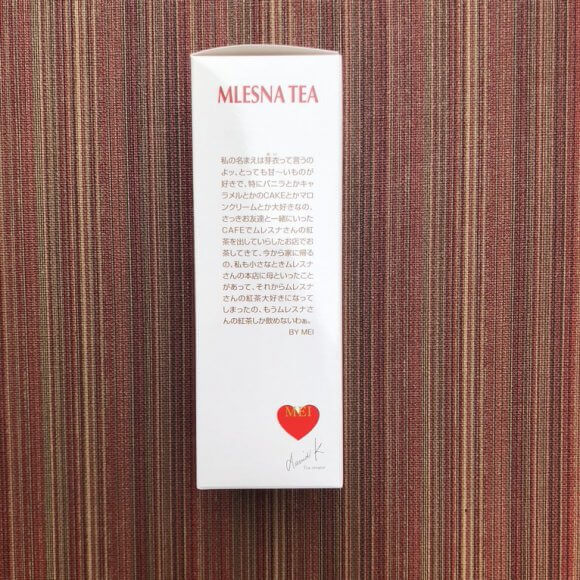 MLESNA TEA
私の名まえは芽衣って言うの
よッ、とっても甘〜いものが
好きで、特にバニラとかキャ
ラメルとかのCAKEとかマロ
ンクリームとか大好きなの、
さっきお友達と一緒にいった
CAFEでムレスナさんの紅
茶を出していらしたお店でお
茶してきて、今から家に帰る
の、私も小さなときムレスナ
さんの本店に母といったこと
があって、それからムレスナ
さんの紅茶大好きになって
しまったの、もうムレスナさ
んの紅茶しか飲めないわぁ。
BY MEI
MEI